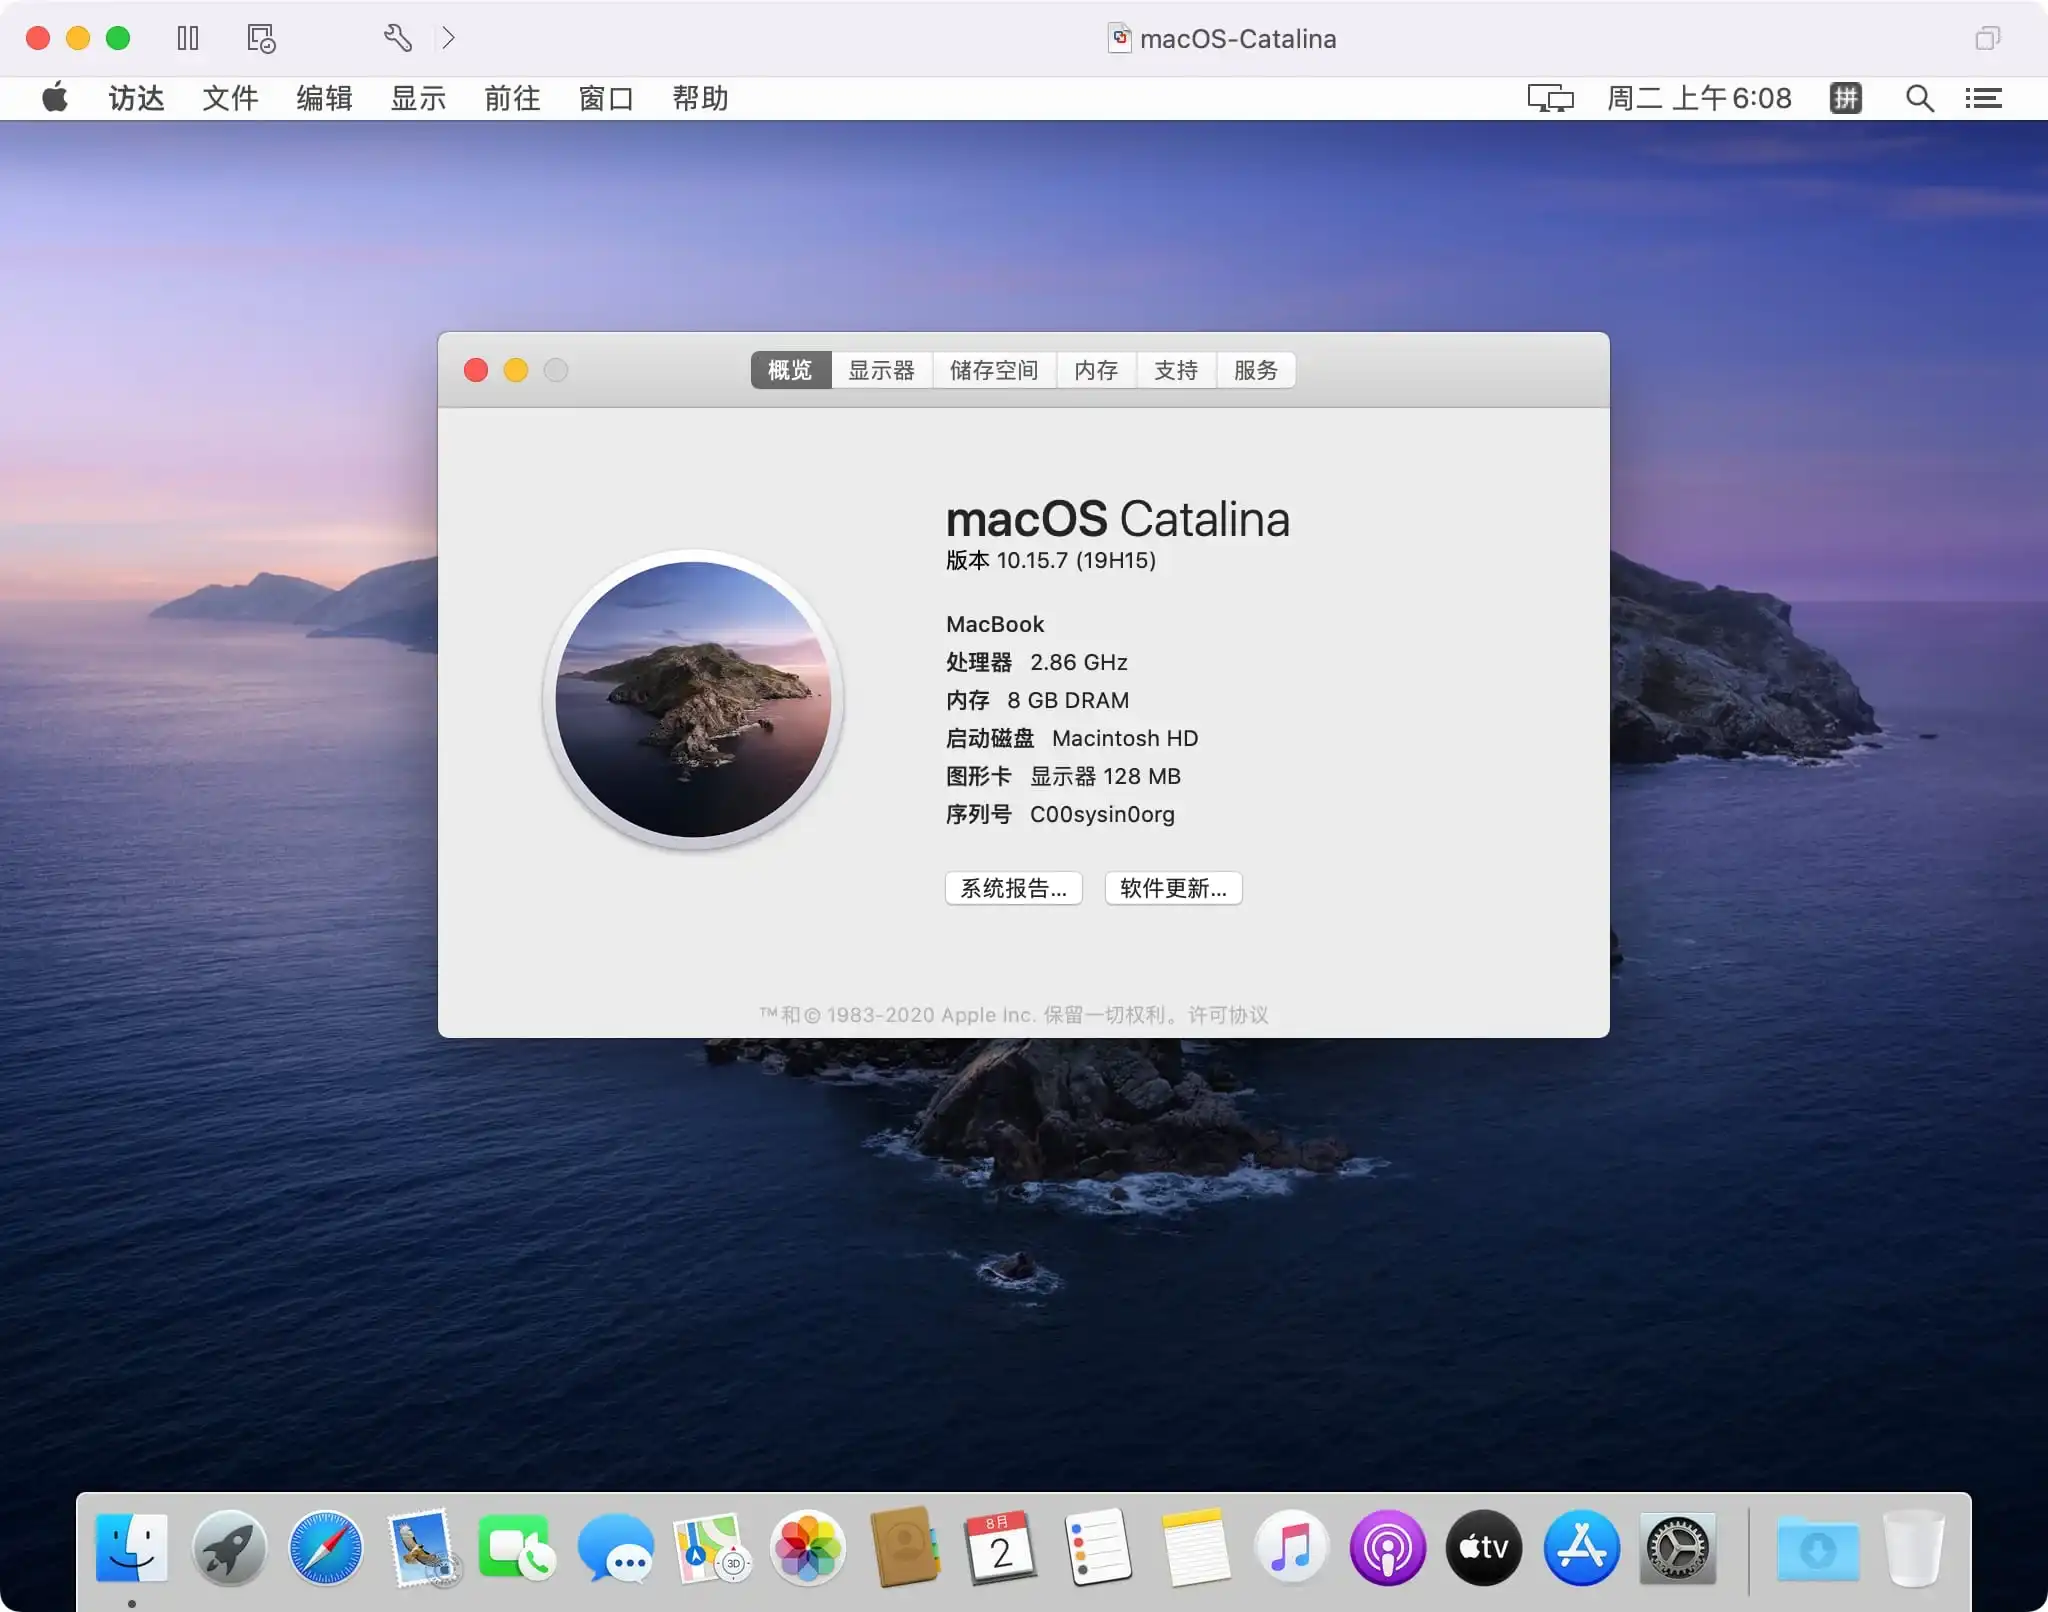 macOS-Catalina
访达 文件 编辑 显示 前往 窗口 帮助 周二 上午6:08 拼
概览 显示器 储存空间 内存 支持 服务
macOS Catalina
版本 10.15.7 (19H15)
MacBook
处理器 2.86 GHz
内存 8 GB DRAM
启动磁盘 Macintosh HD
图形卡 显示器 128 MB
序列号 C00sysin0org
系统报告... 软件更新...
™和© 1983-2020 Apple Inc. 保留一切权利。许可协议
3D 8月 tv
2